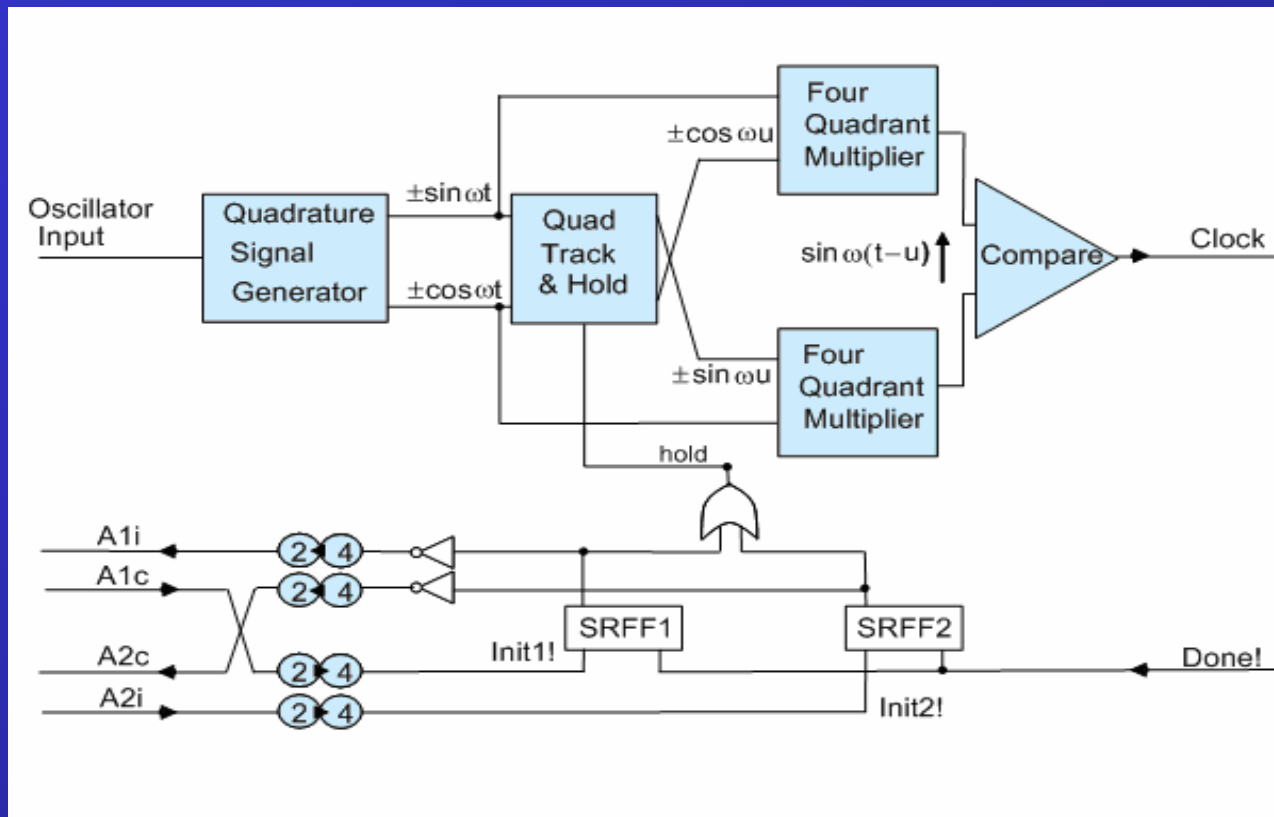 Four
Quadrant
Multiplier
±cos ωu
±sin ωt
Oscillator
Input
Quadrature
Signal
Generator
Quad
Track
& Hold
sin ω(t−u)
Compare
Clock
±cos ωt
±sin ωu
Four
Quadrant
Multiplier
hold
A1i
2 4
A1c
2 4
SRFF1
SRFF2
Init1!
A2c
2 4
Done!
A2i
2 4
Init2!